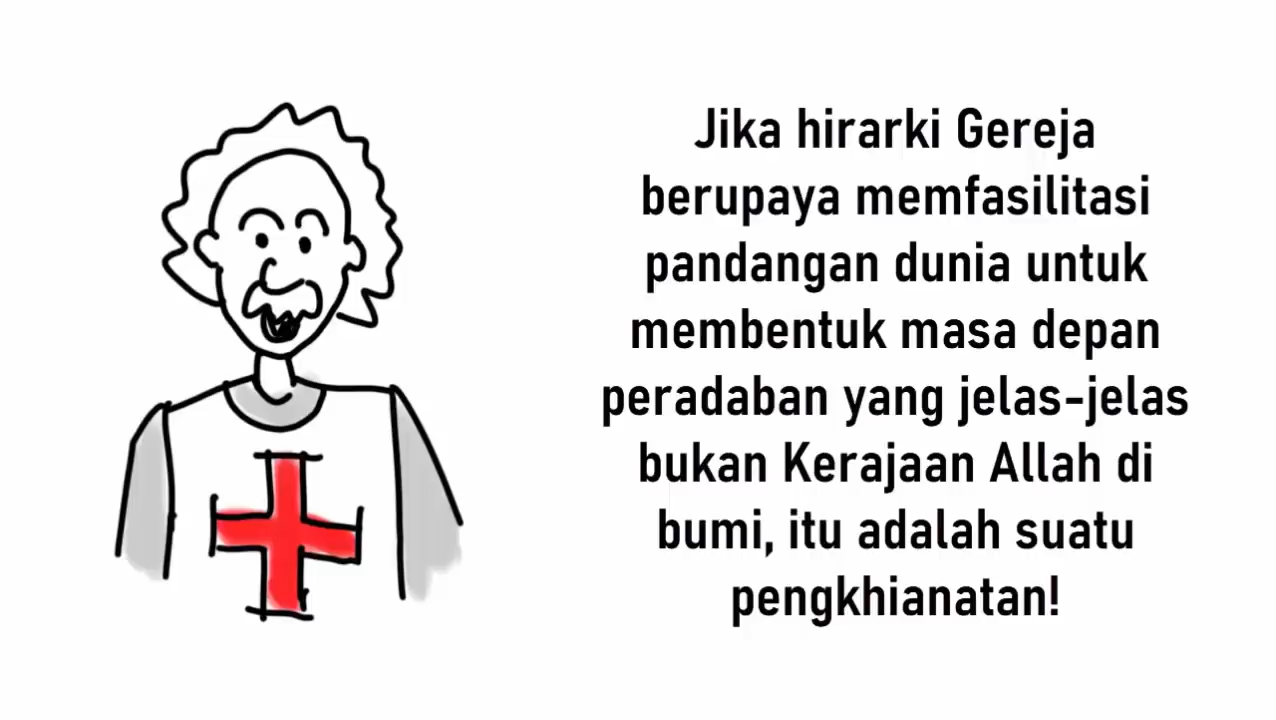 Jika hirarki Gereja
berupaya memfasilitasi
pandangan dunia untuk
membentuk masa depan
peradaban yang jelas-jelas
bukan Kerajaan Allah di
bumi, itu adalah suatu
pengkhianatan!